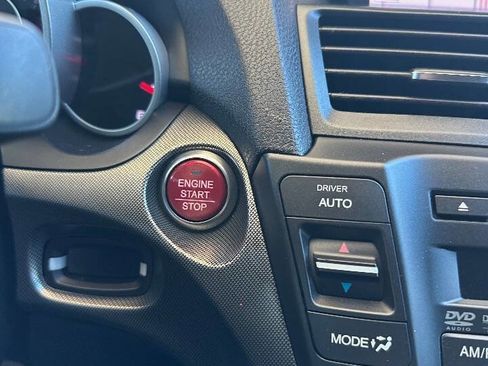 ENGINE
START
STOP
DRIVER
AUTO
MODE
DVD
AUDIO
AM/